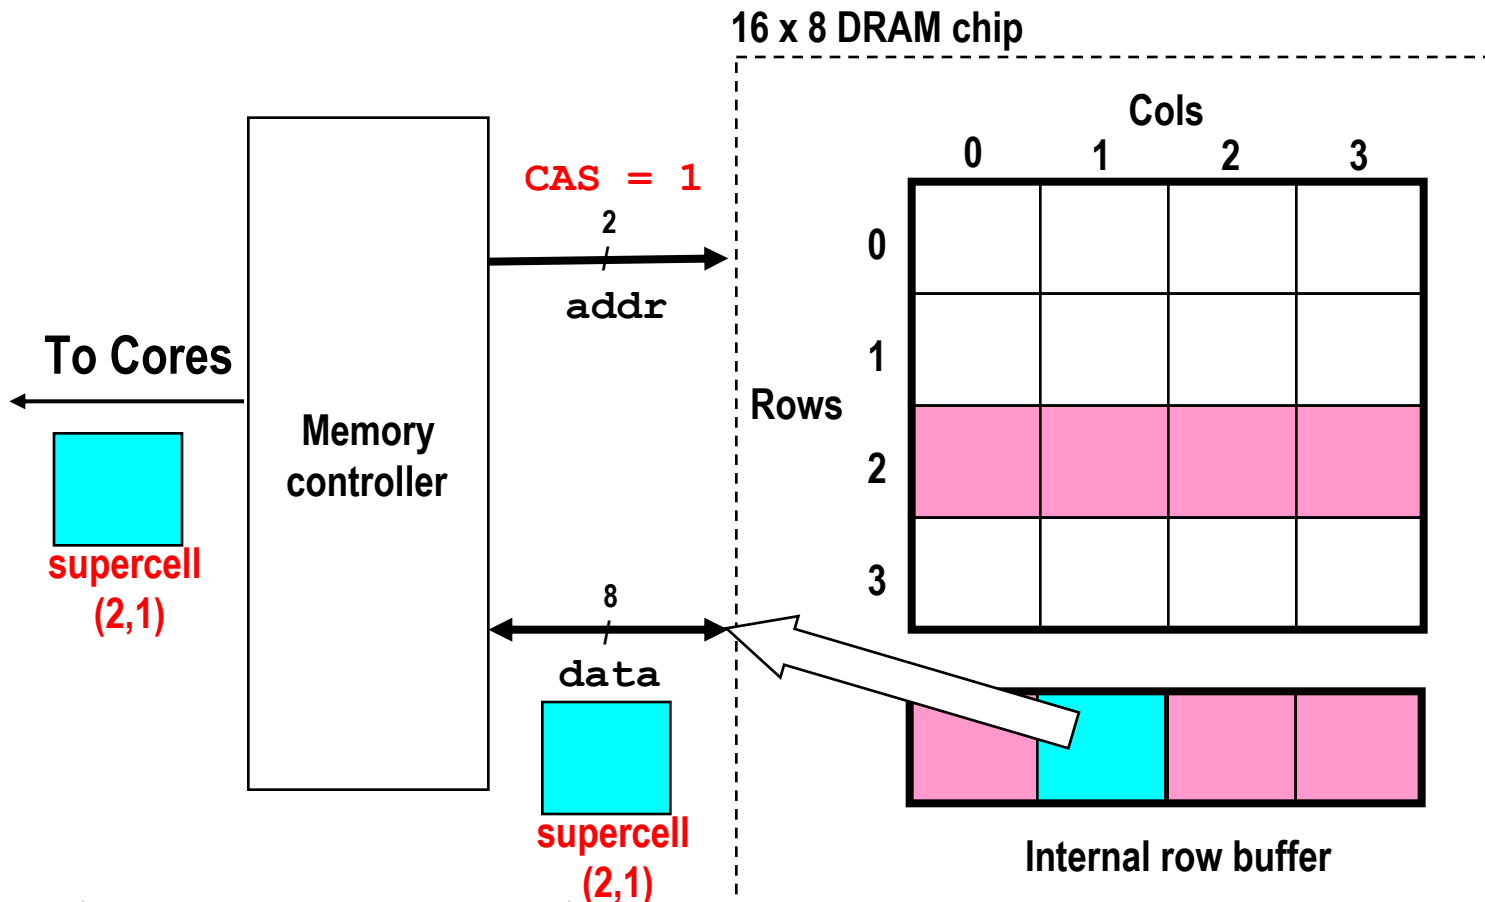 16 x 8 DRAM chip
Cols
0 1 2 3
CAS = 1
2
addr
0
To Cores
1
Rows
Memory
controller
2
supercell
(2,1)
3
8
data
supercell
(2,1)
Internal row buffer